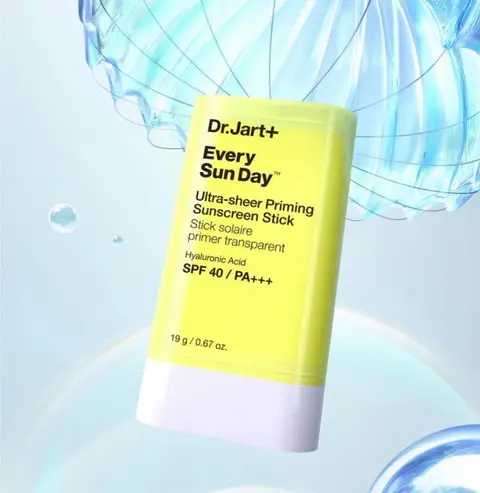 Dr.Jart+
Every
Sun Day™
Ultra-sheer Priming
Sunscreen Stick
Stick solaire
primer transparent
Hyaluronic Acid
SPF 40 / PA+++
19 g / 0.67 oz.